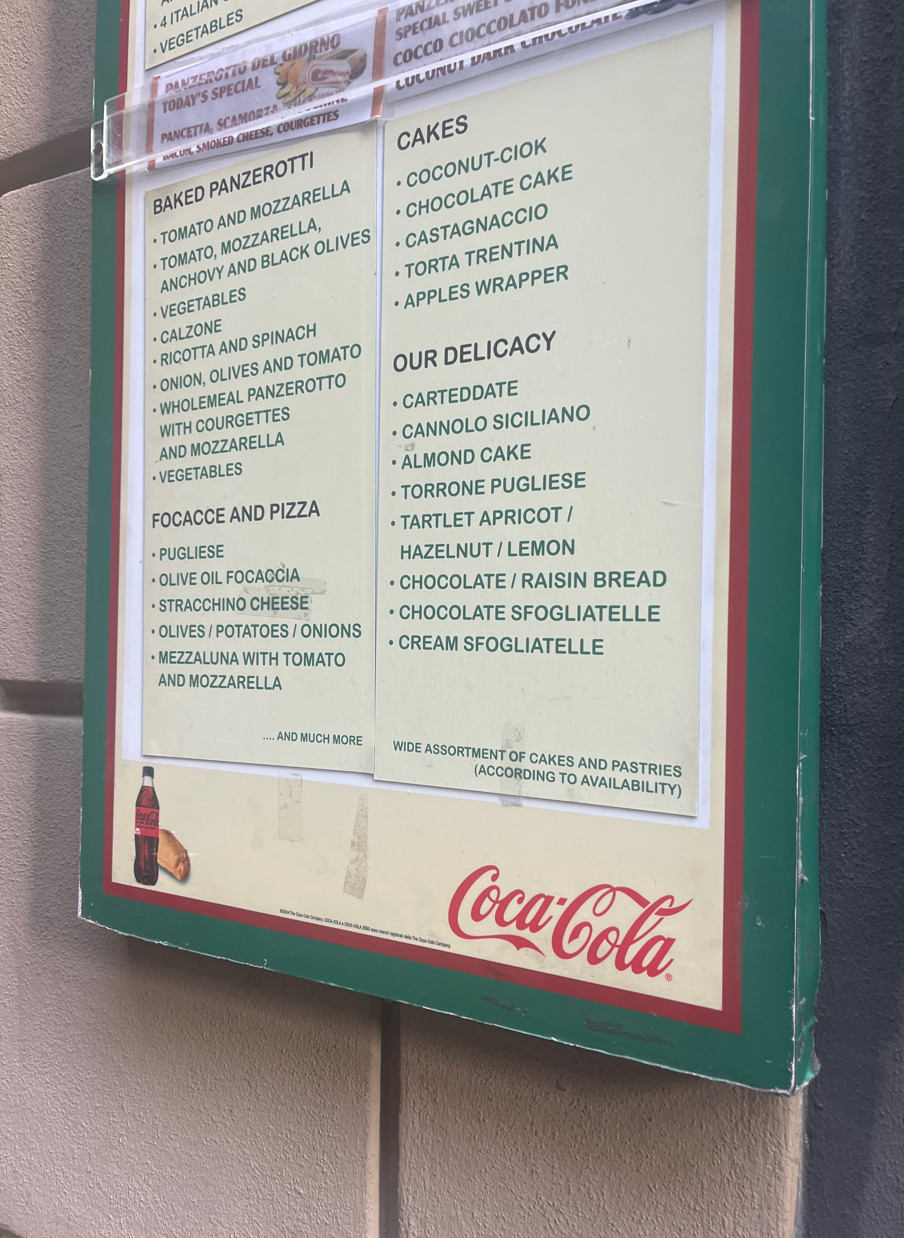 • 4 ITALIAN
• VEGETABLES
PANZEROTTO DEL GIORNO
TODAY'S SPECIAL
PANCETTA, SCAMORZA
BACON, SMOKED CHEESE, COURGETTES
SPECIAL SWEET
COCCO CIOCCOLATO
COCONUT DARK CHOCOLATE
BAKED PANZEROTTI
• TOMATO AND MOZZARELLA
• TOMATO, MOZZARELLA,
ANCHOVY AND BLACK OLIVES
• VEGETABLES
• CALZONE
• RICOTTA AND SPINACH
• ONION, OLIVES AND TOMATO
• WHOLEMEAL PANZEROTTO
WITH COURGETTES
AND MOZZARELLA
• VEGETABLES
FOCACCE AND PIZZA
• PUGLIESE
• OLIVE OIL FOCACCIA
• STRACCHINO CHEESE
• OLIVES / POTATOES / ONIONS
• MEZZALUNA WITH TOMATO
AND MOZZARELLA
.... AND MUCH MORE
CAKES
• COCONUT-CIOK
• CHOCOLATE CAKE
• CASTAGNACCIO
• TORTA TRENTINA
• APPLES WRAPPER
OUR DELICACY
• CARTEDDATE
• CANNOLO SICILIANO
• ALMOND CAKE
• TORRONE PUGLIESE
• TARTLET APRICOT /
HAZELNUT / LEMON
• CHOCOLATE / RAISIN BREAD
• CHOCOLATE SFOGLIATELLE
• CREAM SFOGLIATELLE
WIDE ASSORTMENT OF CAKES AND PASTRIES
(ACCORDING TO AVAILABILITY)
Coca-Cola
Coca-Cola®